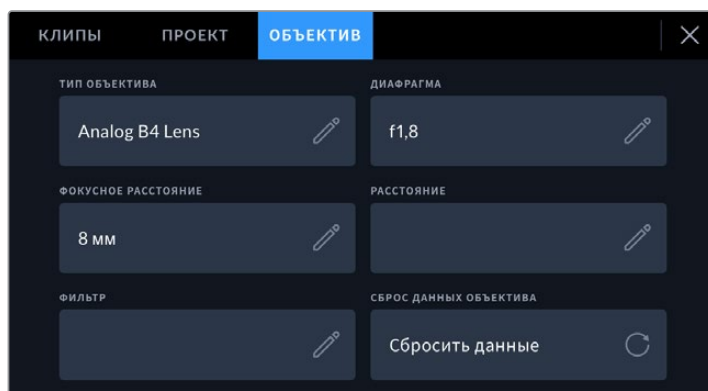 КЛИПЫ ПРОЕКТ ОБЪЕКТИВ
ТИП ОБЪЕКТИВА ДИАФРАГМА
Analog B4 Lens f1,8
ФОКУСНОЕ РАССТОЯНИЕ РАССТОЯНИЕ
8 мм
ФИЛЬТР СБРОС ДАННЫХ ОБЪЕКТИВА
Сбросить данные